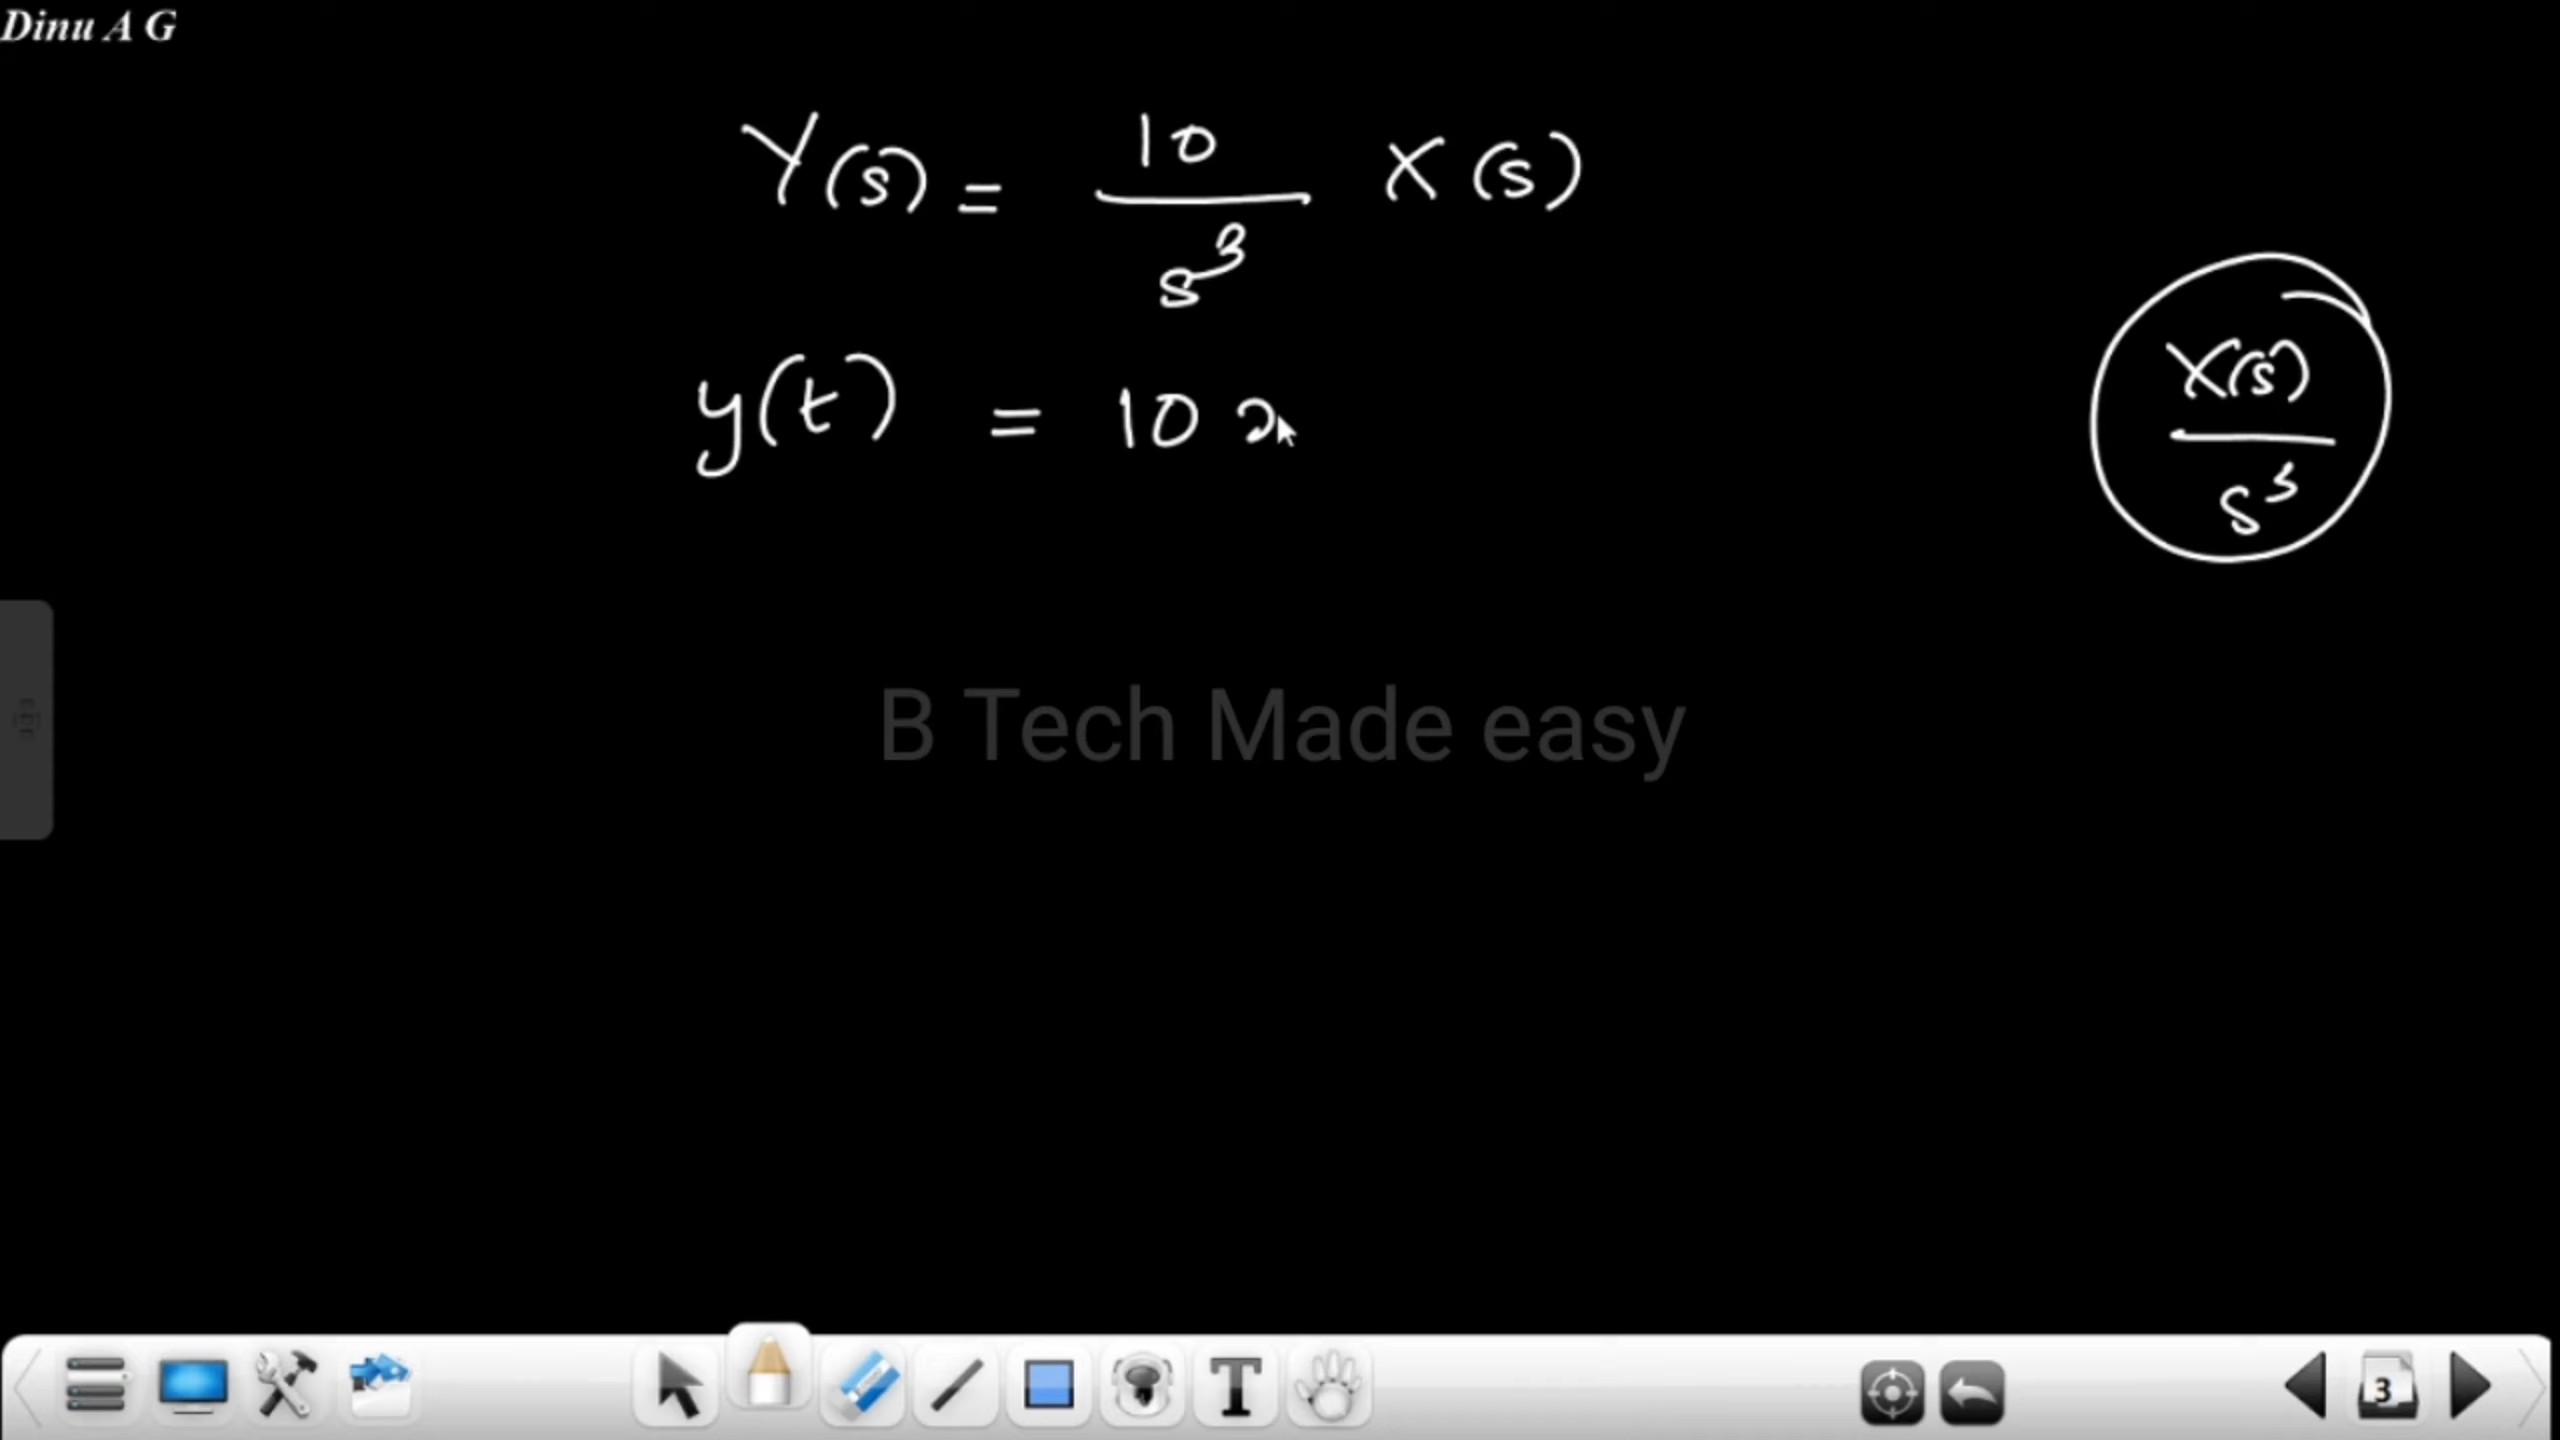 Dinu A G
Y(s) = 10/s³ X(s)
X(s)/s³
y(t) = 10
B Tech Made easy
T
3